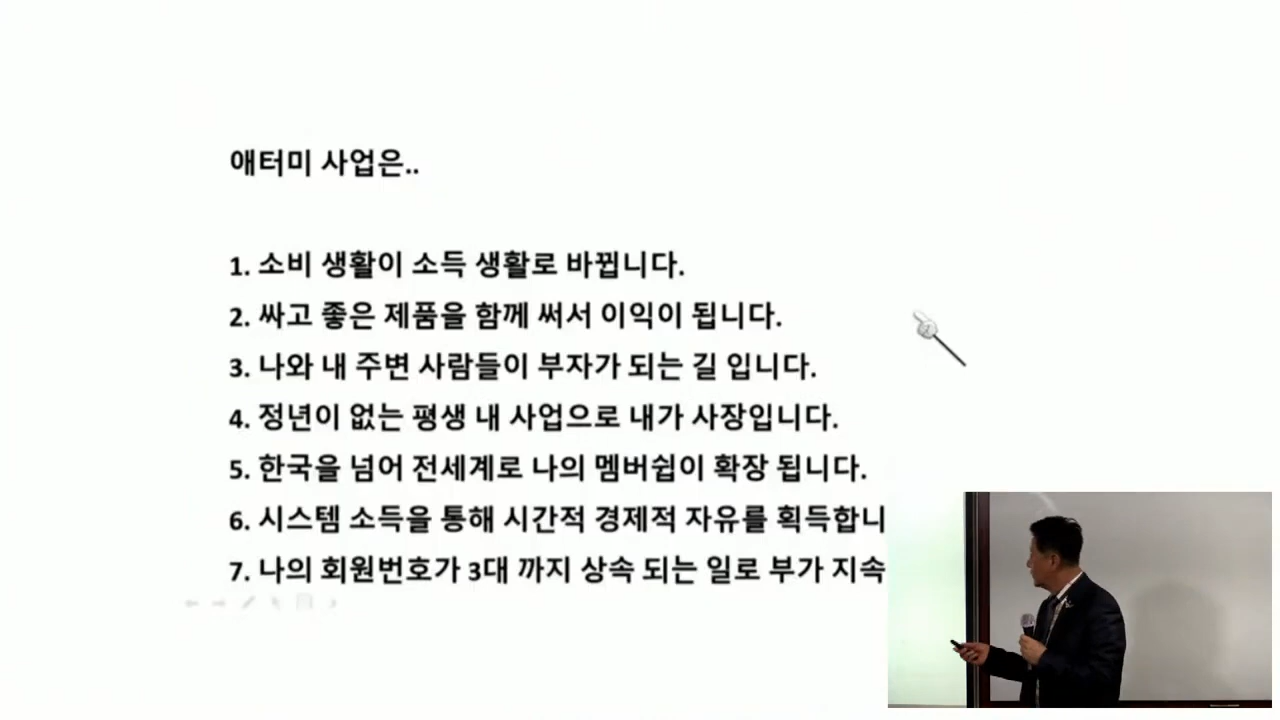 애터미 사업은..
1. 소비 생활이 소득 생활로 바뀝니다.
2. 싸고 좋은 제품을 함께 써서 이익이 됩니다.
3. 나와 내 주변 사람들이 부자가 되는 길 입니다.
4. 정년이 없는 평생 내 사업으로 내가 사장입니다.
5. 한국을 넘어 전세계로 나의 멤버쉽이 확장 됩니다.
6. 시스템 소득을 통해 시간적 경제적 자유를 획득합니
7. 나의 회원번호가 3대 까지 상속 되는 일로 부가 지속